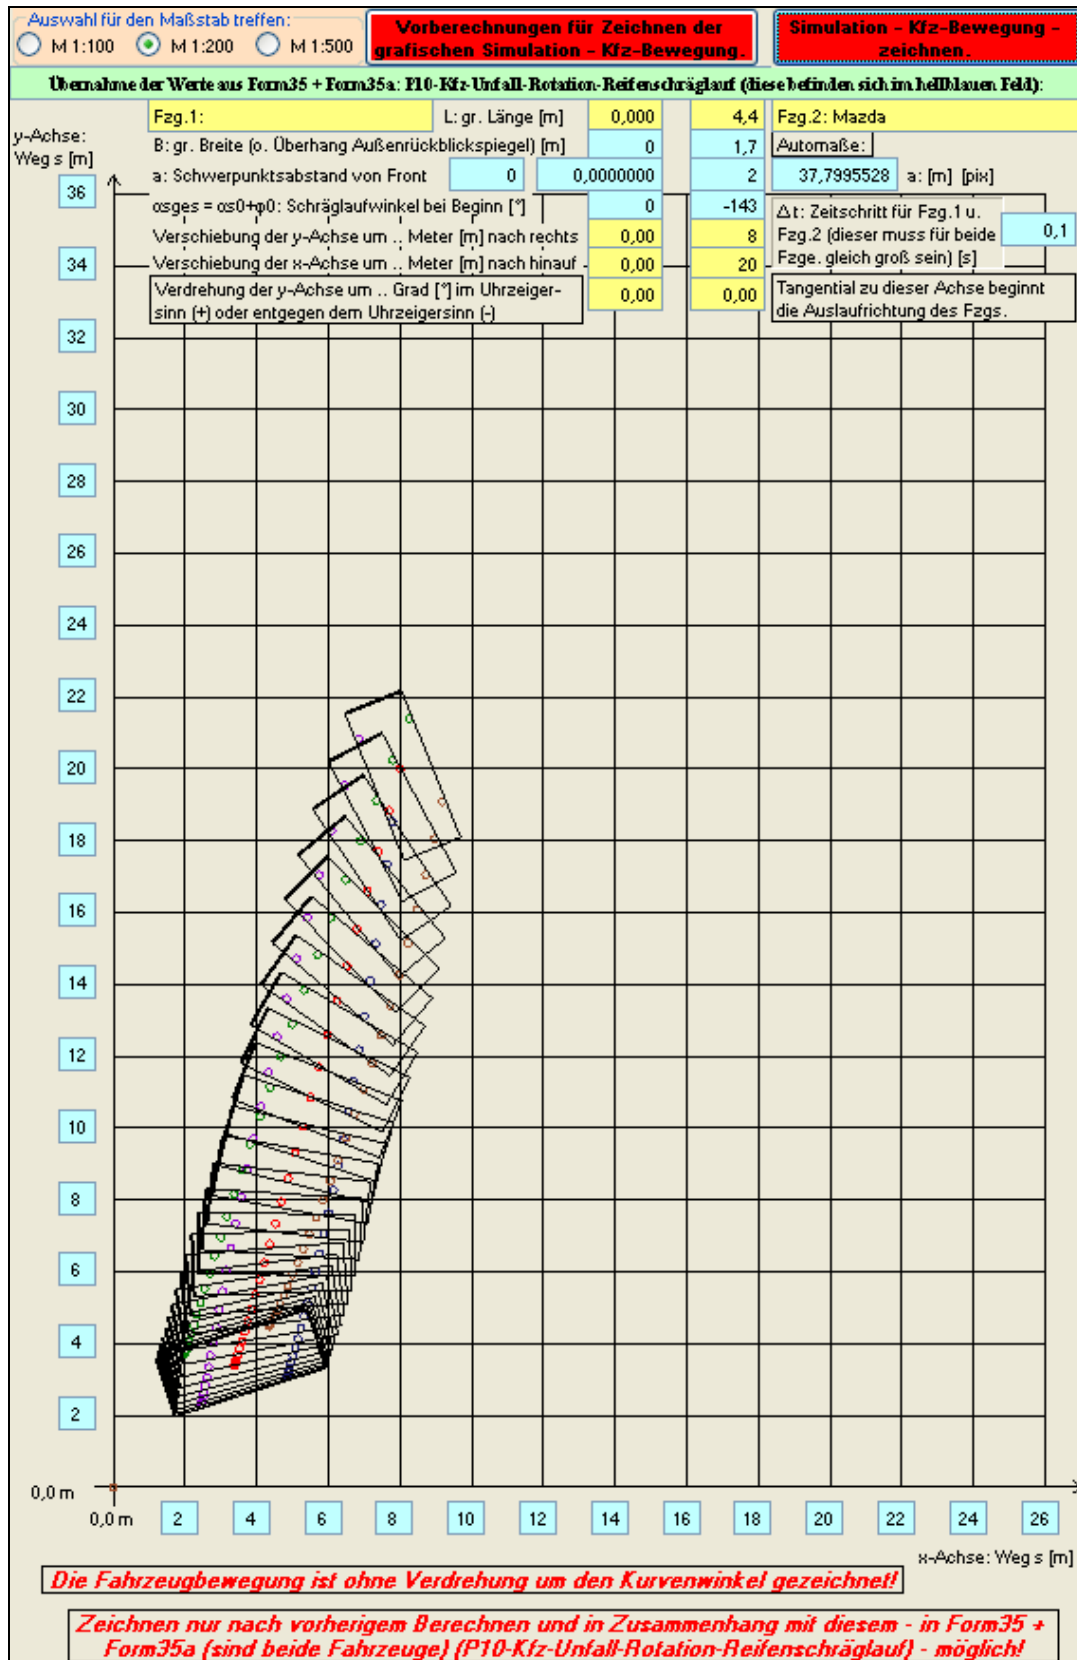 Auswahl für den Maßstab treffen:
M 1:100 M 1:200 M 1:500
Vorberechnungen für Zeichnen der
grafischen Simulation - Kfz-Bewegung.
Simulation - Kfz-Bewegung -
zeichnen.
Übernahme der Werte aus Form35 + Form35a: P10-Kfz-Unfall-Rotation-Reifenschräglauf (diese befinden sich im hellblauen Feld):
Fzg.1: L: gr. Länge [m] 0,000 4,4 Fzg.2: Mazda
y-Achse:
Weg s [m]
B: gr. Breite (o. Überhang Außenrückblickspiegel) [m] 0 1,7 Automaße:
a: Schwerpunktsabstand von Front 0 0,0000000 2 37,7995528 a: [m] [pix]
αsges = αs0+φ0: Schräglaufwinkel bei Beginn [°] 0 -143
Δt: Zeitschritt für Fzg.1 u.
Fzg.2 (dieser muss für beide
Fzge. gleich groß sein) [s]
0,1
Verschiebung der y-Achse um .. Meter [m] nach rechts 0,00 8
Verschiebung der x-Achse um .. Meter [m] nach hinauf 0,00 20
Verdrehung der y-Achse um .. Grad [°] im Uhrzeiger-
sinn (+) oder entgegen dem Uhrzeigersinn (-)
0,00 0,00
Tangential zu dieser Achse beginnt
die Auslaufrichtung des Fzgs.
36
34
32
30
28
26
24
22
20
18
16
14
12
10
8
6
4
2
0,0 m
0,0 m 2 4 6 8 10 12 14 16 18 20 22 24 26
x-Achse: Weg s [m]
Die Fahrzeugbewegung ist ohne Verdrehung um den Kurvenwinkel gezeichnet!
Zeichnen nur nach vorherigem Berechnen und in Zusammenhang mit diesem - in Form35 +
Form35a (sind beide Fahrzeuge) (P10-Kfz-Unfall-Rotation-Reifenschräglauf) - möglich!